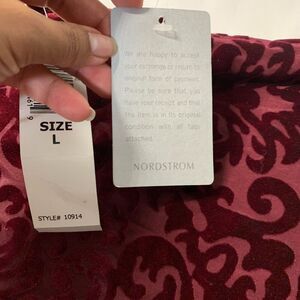 6 19
SIZE
L
STYLE# 10914
We are happy to accept
your exchange or return to
original form of payment.
Please be sure that you
have your receipt and that
the item is in its original
condition with all tags
attached.
NORDSTROM